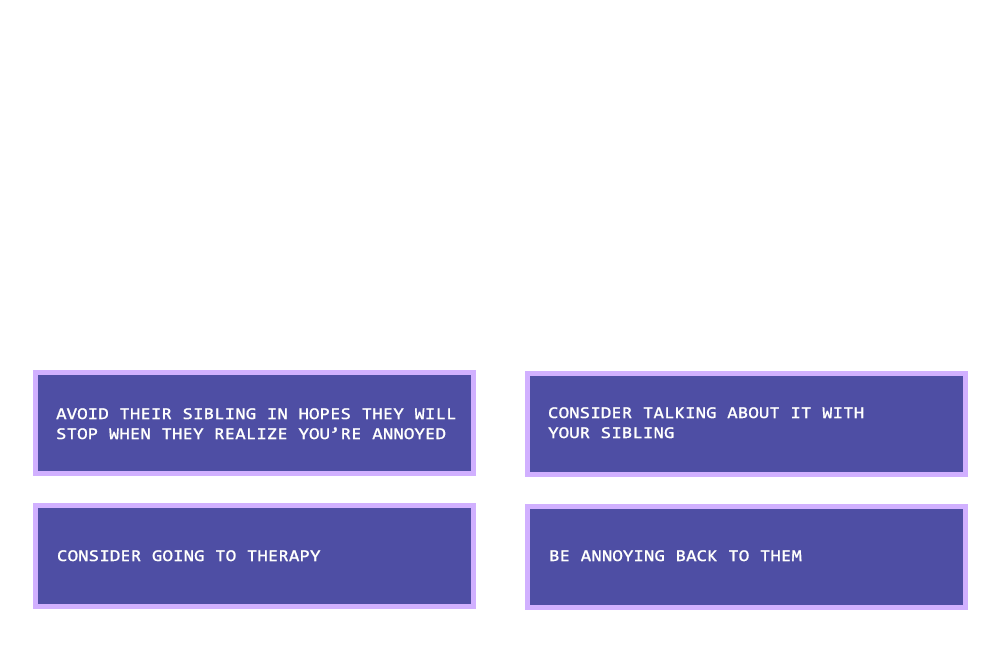 AVOID THEIR SIBLING IN HOPES THEY WILL
STOP WHEN THEY REALIZE YOU’RE ANNOYED
CONSIDER TALKING ABOUT IT WITH
YOUR SIBLING
CONSIDER GOING TO THERAPY
BE ANNOYING BACK TO THEM